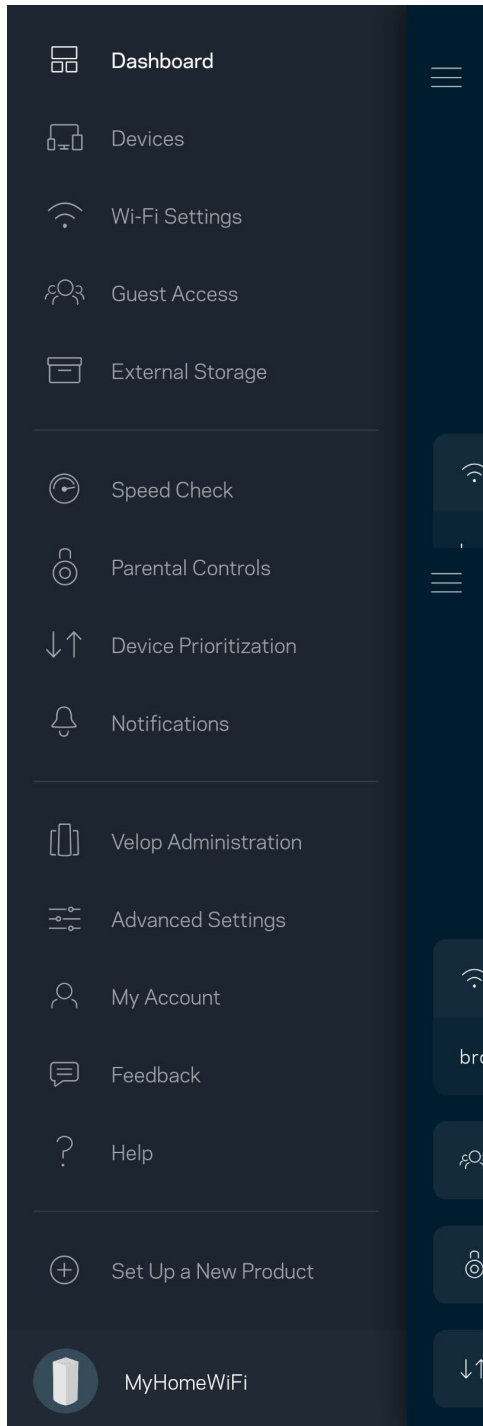 Dashboard
Devices
Wi-Fi Settings
Guest Access
External Storage
Speed Check
Parental Controls
Device Prioritization
Notifications
Velop Administration
Advanced Settings
My Account
Feedback
Help
Set Up a New Product
MyHomeWiFi